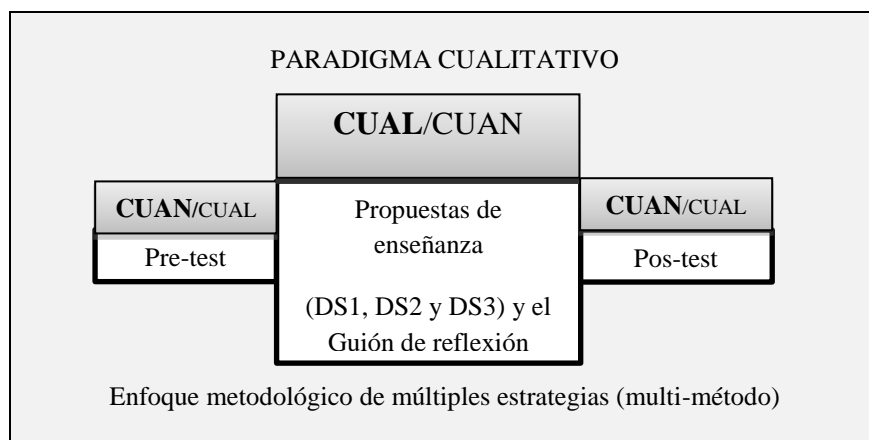 PARADIGMA CUALITATIVO
CUAL/CUAN
CUAN/CUAL
Pre-test
Propuestas de
enseñanza
(DS1, DS2 y DS3) y el
Guión de reflexión
CUAN/CUAL
Pos-test
Enfoque metodológico de múltiples estrategias (multi-método)